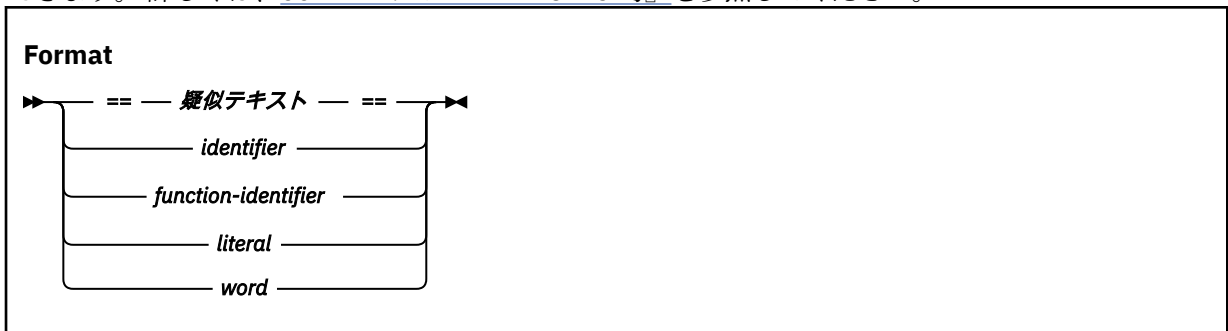 Format
== 疑似テキスト ==
identifier
function-identifier
literal
word